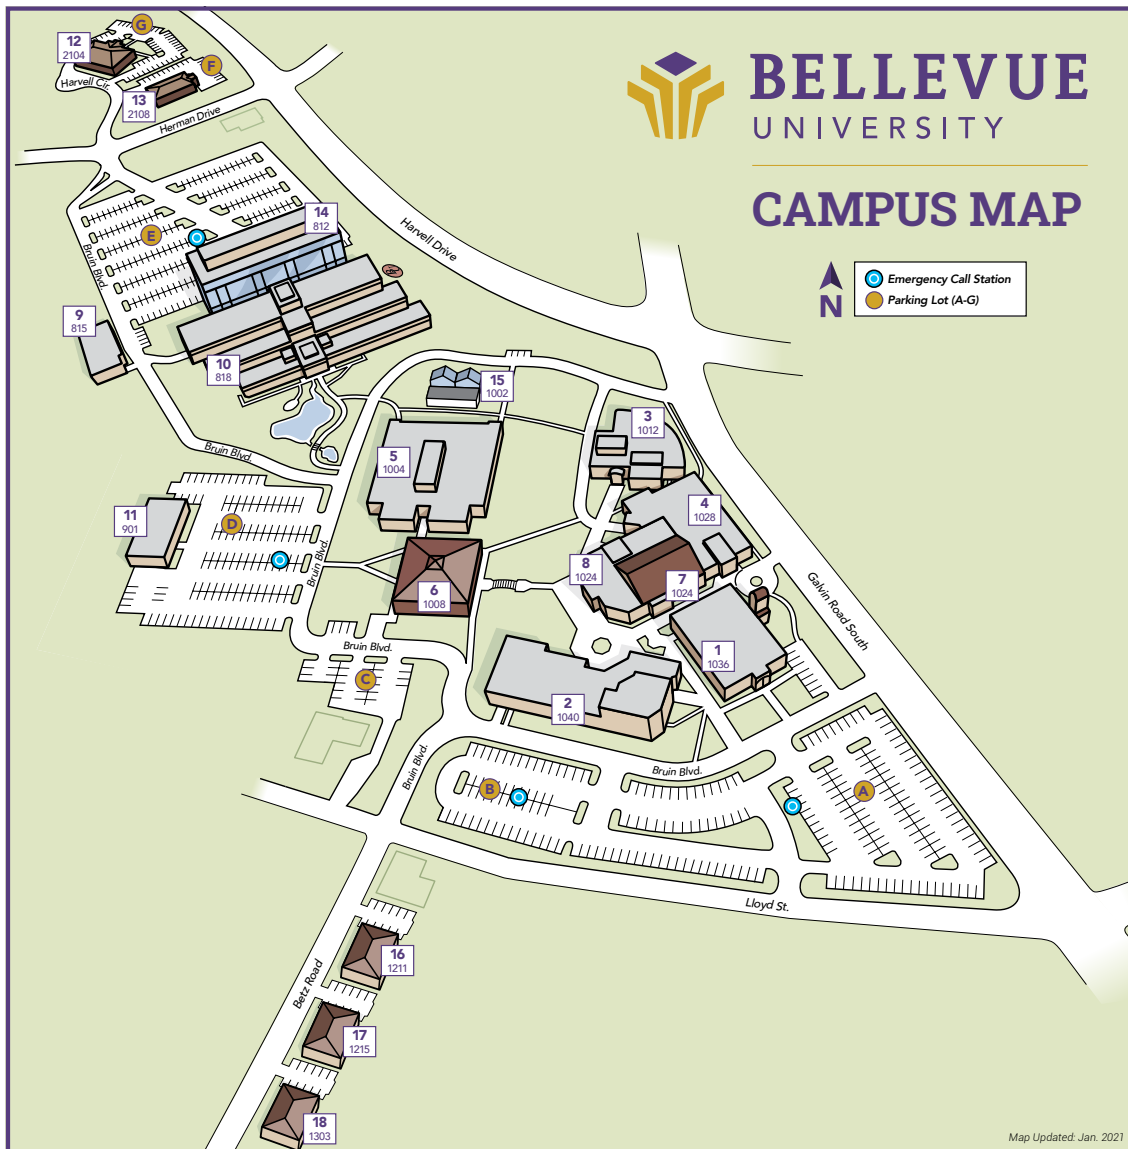 BELLEVUE
UNIVERSITY
CAMPUS MAP
N
Emergency Call Station
Parking Lot (A-G)
G
12
2104
F
Harvell Cir.
13
2108
Herman Drive
14
812
Harvell Drive
E
Bruin Blvd.
9
815
10
818
15
1002
3
1012
Bruin Blvd.
5
1004
4
1028
11
901
D
Bruin Blvd.
8
1024
7
1024
6
1008
Galvin Road South
Bruin Blvd.
1
1036
C
2
1040
Bruin Blvd.
Bruin Blvd.
B
A
Lloyd St.
16
1211
Betz Road
17
1215
18
1303
Map Updated: Jan. 2021